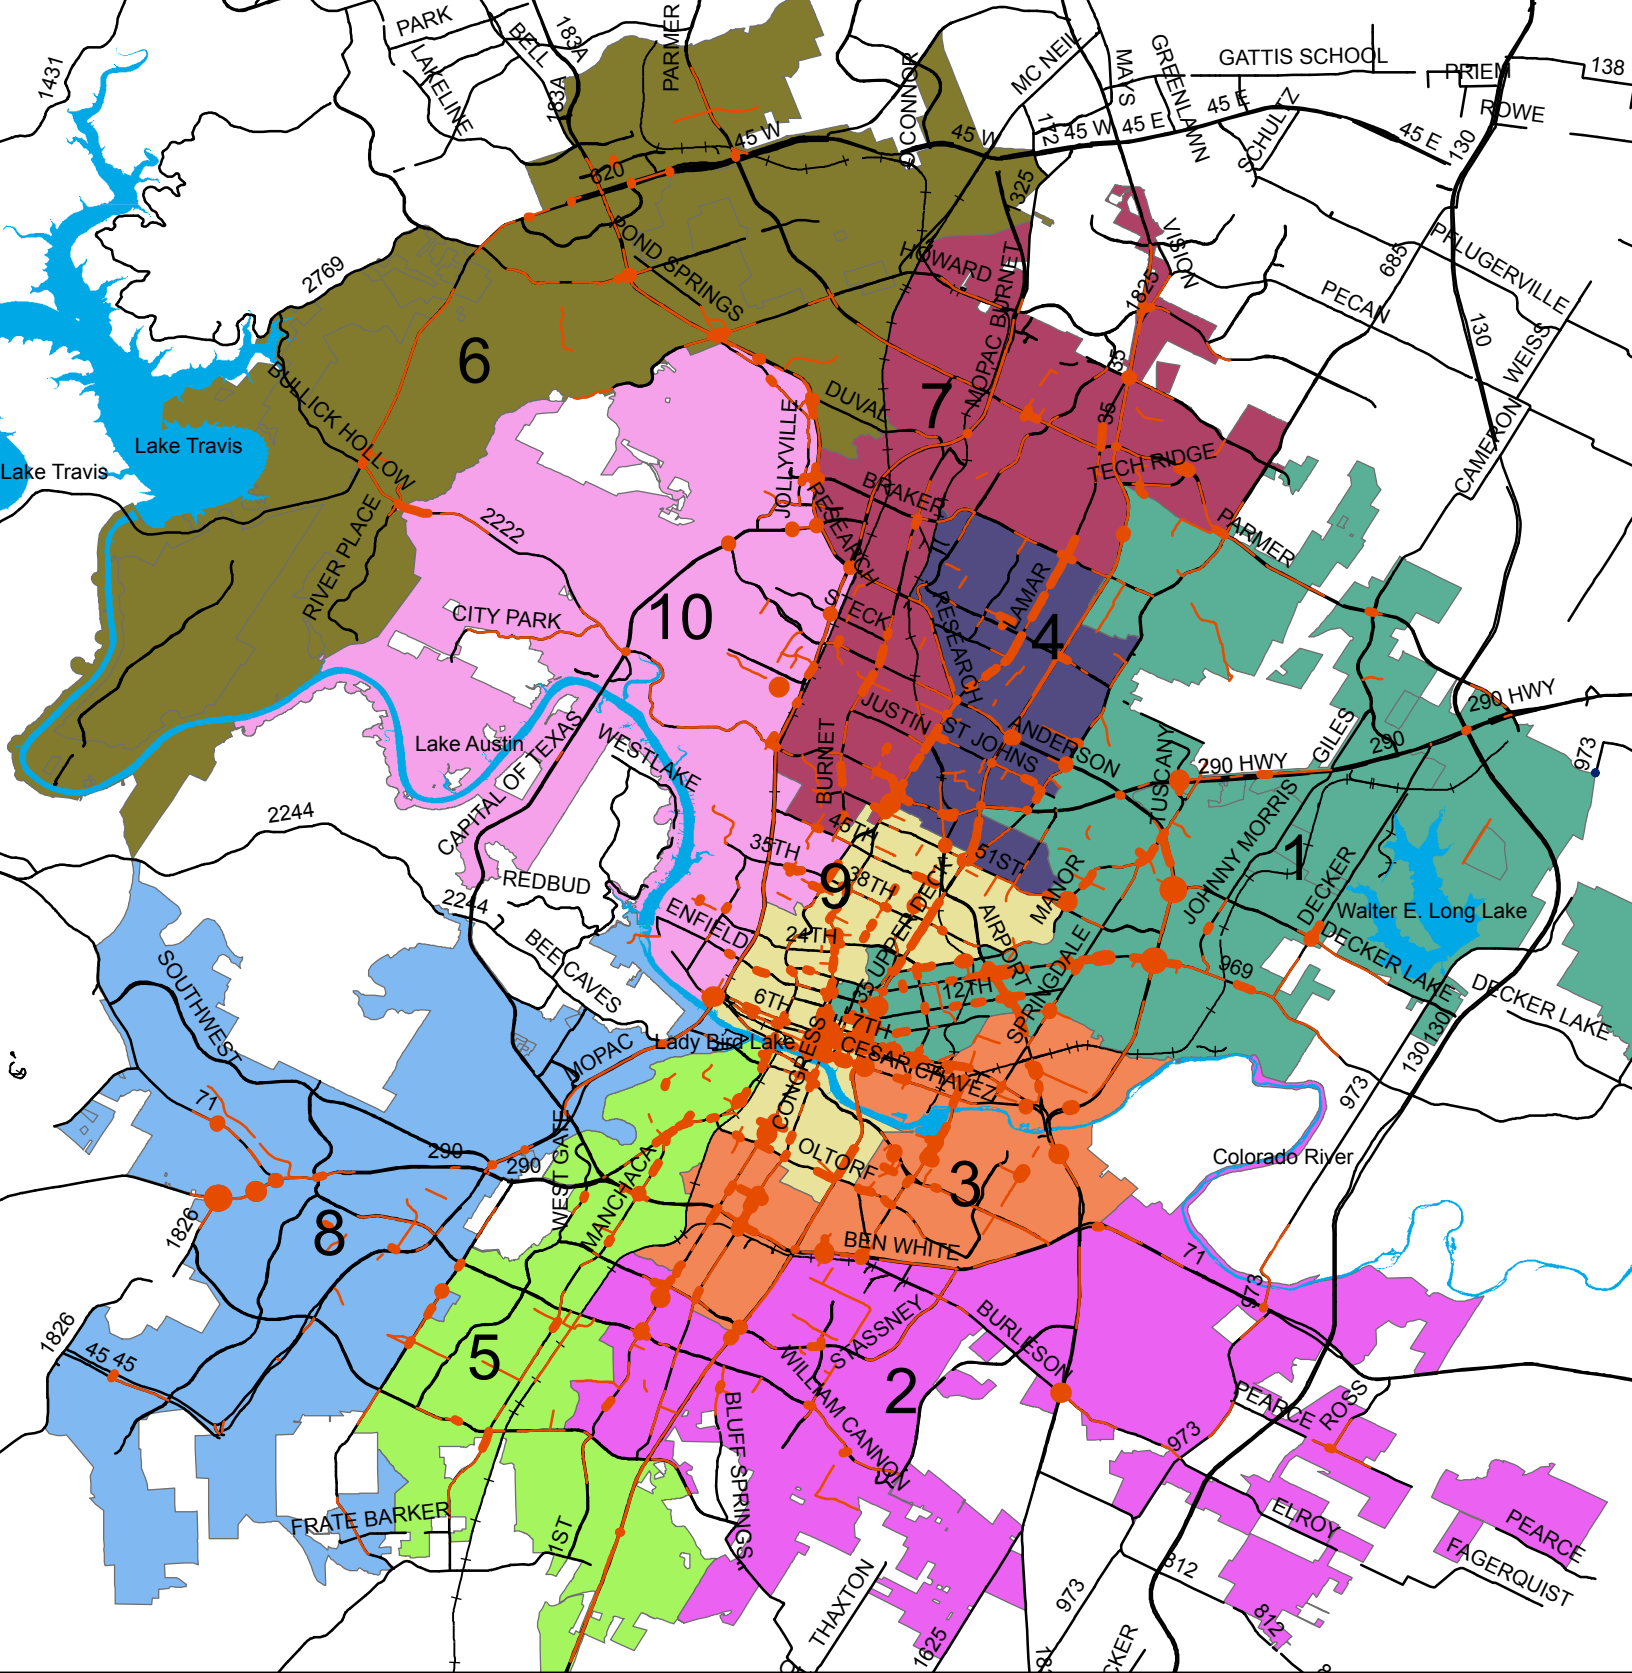 PARK
BELL
183A
PARMER
LAKELINE
183A
1431
O CONNOR
MC NEIL
MAYS
GREENLAWN
GATTIS SCHOOL
PRIEM
138
ROWE
45 W
45 W
172
45 W
45 E
45 E
45 E
SCHULTZ
130
620
325
POND SPRINGS
HOWARD
VISION
2769
BURNET
1825
685
PFLUGERVILLE
PECAN
130
WEISS
6
MOPAC
35
BULLICK HOLLOW
DUVAL
7
35
JOLLYVILLE
CAMERON
Lake Travis
Lake Travis
TECH RIDGE
BRAKER
RESEARCH
RIVER PLACE
2222
PARMER
CITY PARK
10
STECK
RESEARCH
LAMAR
4
JUSTIN
ST JOHNS
ANDERSON
290 HWY
Lake Austin
CAPITAL OF TEXAS
WESTLAKE
BURNET
TUSCANY
290 HWY
GILES
290
973
2244
45TH
35TH
51ST
JOHNNY MORRIS
1
REDBUD
9
38TH
MANOR
DECKER
2244
ENFIELD
24TH
35 UPPER DECK
AIRPORT
Walter E. Long Lake
BEE CAVES
SOUTHWEST
SPRINGDALE
969
DECKER LAKE
6TH
12TH
DECKER LAKE
7TH
MOPAC
Lady Bird Lake
CESAR CHAVEZ
130
130
CONGRESS
973
71
290
290
WEST GATE
MANCHACA
OLTORF
3
Colorado River
1826
8
BEN WHITE
71
973
1826
45 45
5
STASSNEY
BURLESON
WILLIAM CANNON
2
PEARCE
ROSS
BLUFF SPRINGS
973
FRATE BARKER
1ST
ELROY
PEARCE
FAGERQUIST
812
THAXTON
973
812
1625